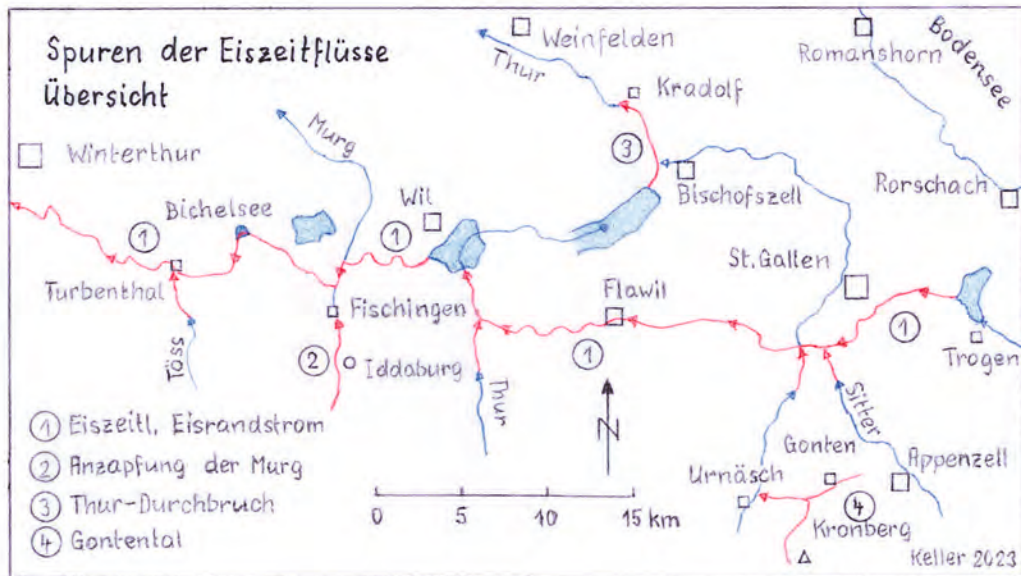 Spuren der Eiszeitflüsse
Übersicht
Weinfelden
Thur
Kradolf
Romanshorn
Bodensee
Winterthur
Murg
3
Bischofszell
Rorschach
Bichelsee
Wil
1
1
St. Gallen
Turbenthal
Flawil
Fischingen
1
1
Trogen
Töss
2
Iddaburg
Thur
N
Sitter
Gonten
Urnäsch
Appenzell
4
Kronberg
1 Eiszeitl. Eisrandstrom
2 Anzapfung der Murg
3 Thur-Durchbruch
4 Gontental
0 5 10 15 km
Keller 2023